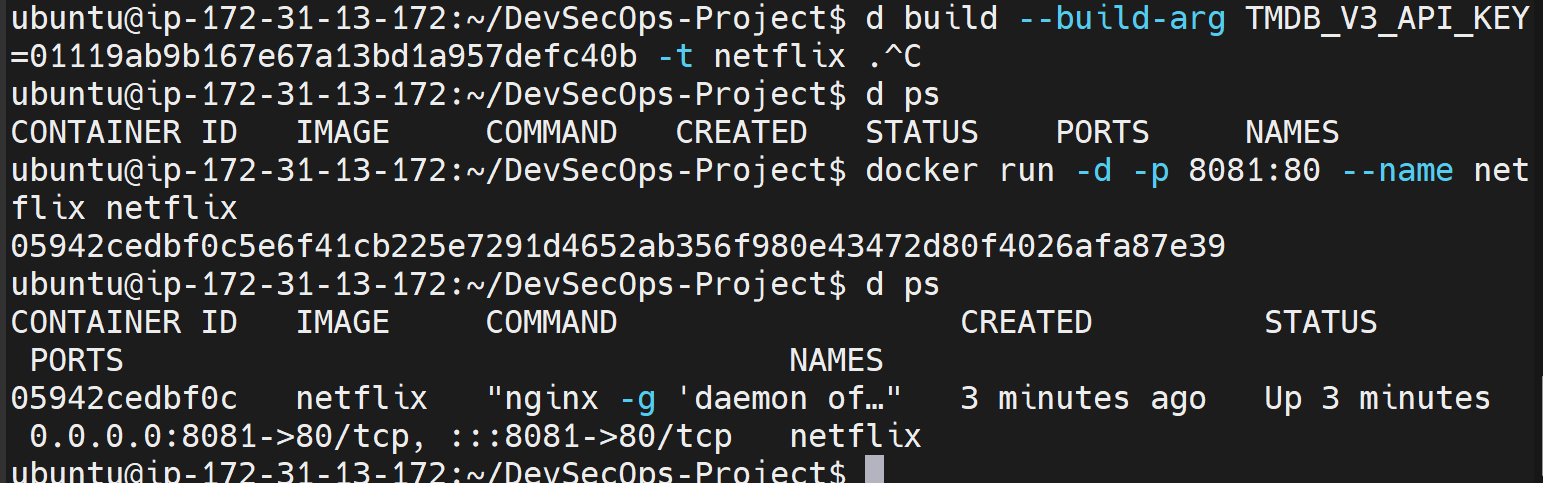 ubuntu@ip-172-31-13-172:~/DevSecOps-Project$ d build --build-arg TMDB_V3_API_KEY
=01119ab9b167e67a13bd1a957defc40b -t netflix .^C
ubuntu@ip-172-31-13-172:~/DevSecOps-Project$ d ps
CONTAINER ID   IMAGE     COMMAND   CREATED   STATUS    PORTS     NAMES
ubuntu@ip-172-31-13-172:~/DevSecOps-Project$ docker run -d -p 8081:80 --name net
flix netflix
05942cedbf0c5e6f41cb225e7291d4652ab356f980e43472d80f4026afa87e39
ubuntu@ip-172-31-13-172:~/DevSecOps-Project$ d ps
CONTAINER ID   IMAGE     COMMAND                  CREATED         STATUS
 PORTS                                   NAMES
05942cedbf0c   netflix   "nginx -g 'daemon of…"   3 minutes ago   Up 3 minutes
 0.0.0.0:8081->80/tcp, :::8081->80/tcp   netflix
ubuntu@ip-172-31-13-172:~/DevSecOps-Project$